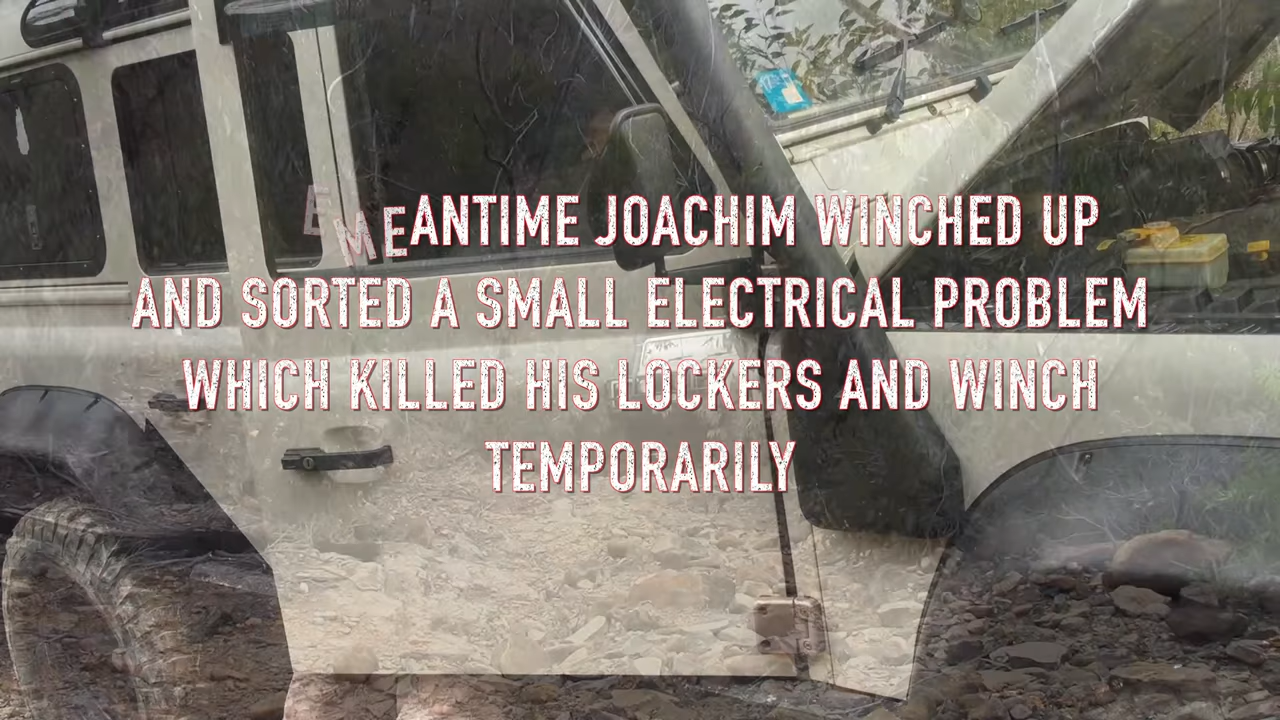 E MEANTIME JOACHIM WINCHED UP
AND SORTED A SMALL ELECTRICAL PROBLEM
WHICH KILLED HIS LOCKERS AND WINCH
TEMPORARILY